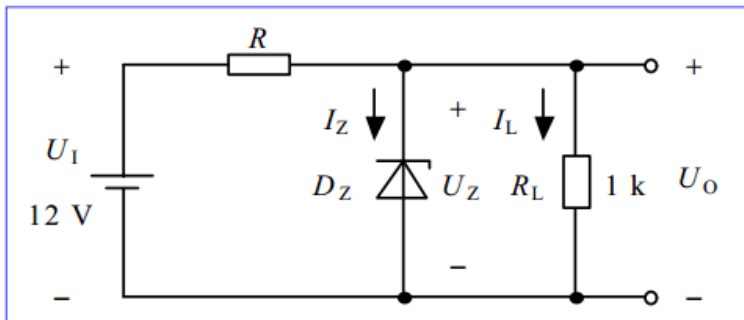 R
+ +
I_Z + I_L
U_I D_Z U_Z R_L 1 k U_O
12 V
− − −